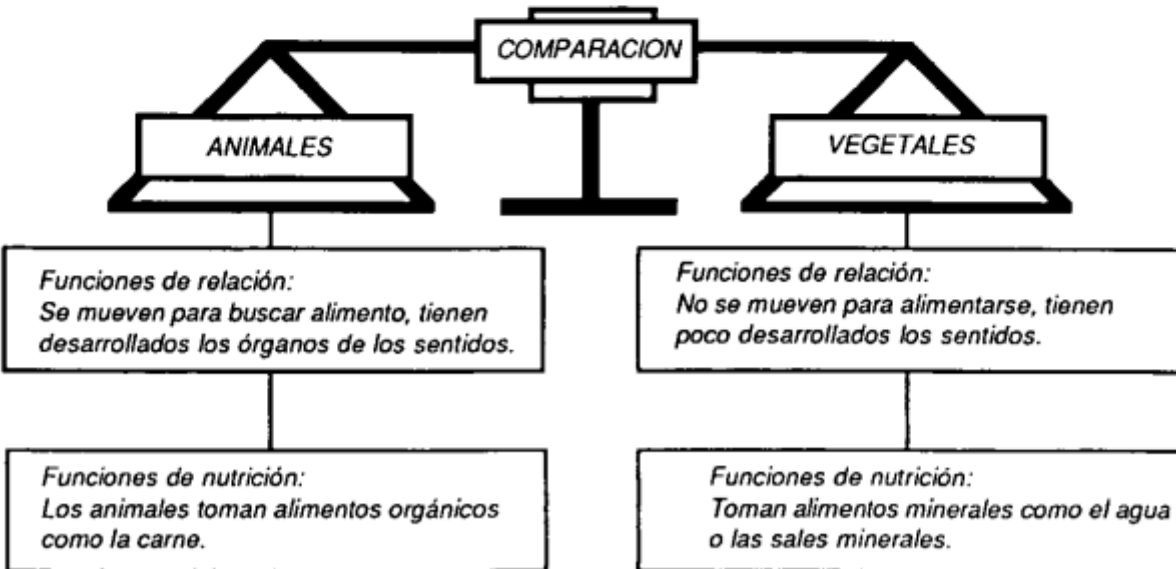 COMPARACION
ANIMALES
VEGETALES
Funciones de relación:
Se mueven para buscar alimento, tienen
desarrollados los órganos de los sentidos.
Funciones de relación:
No se mueven para alimentarse, tienen
poco desarrollados los sentidos.
Funciones de nutrición:
Los animales toman alimentos orgánicos
como la carne.
Funciones de nutrición:
Toman alimentos minerales como el agua
o las sales minerales.